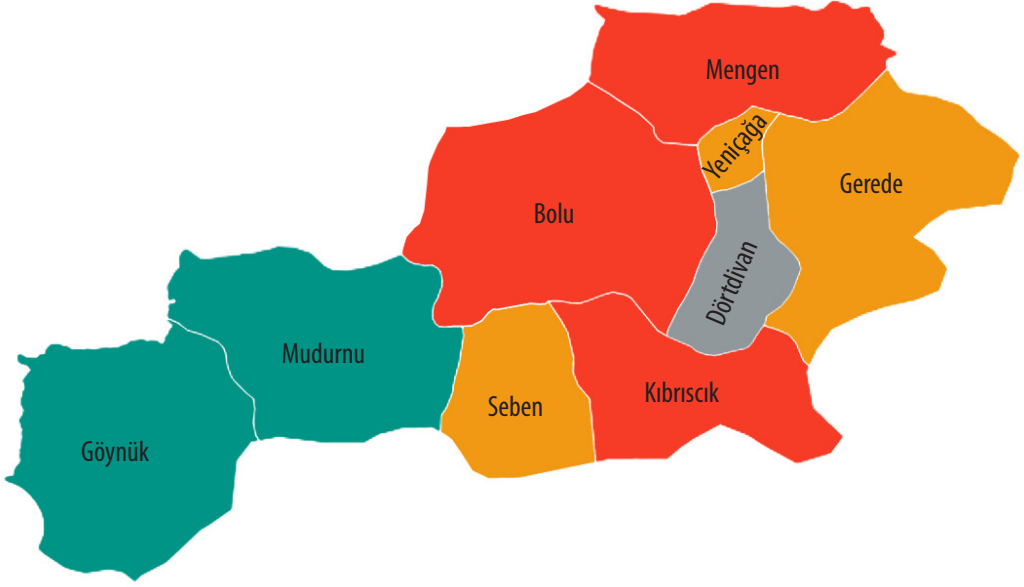 Mengen
Yeniçağa
Gerede
Bolu
Dörtdivan
Mudurnu
Kıbrıscık
Seben
Göynük